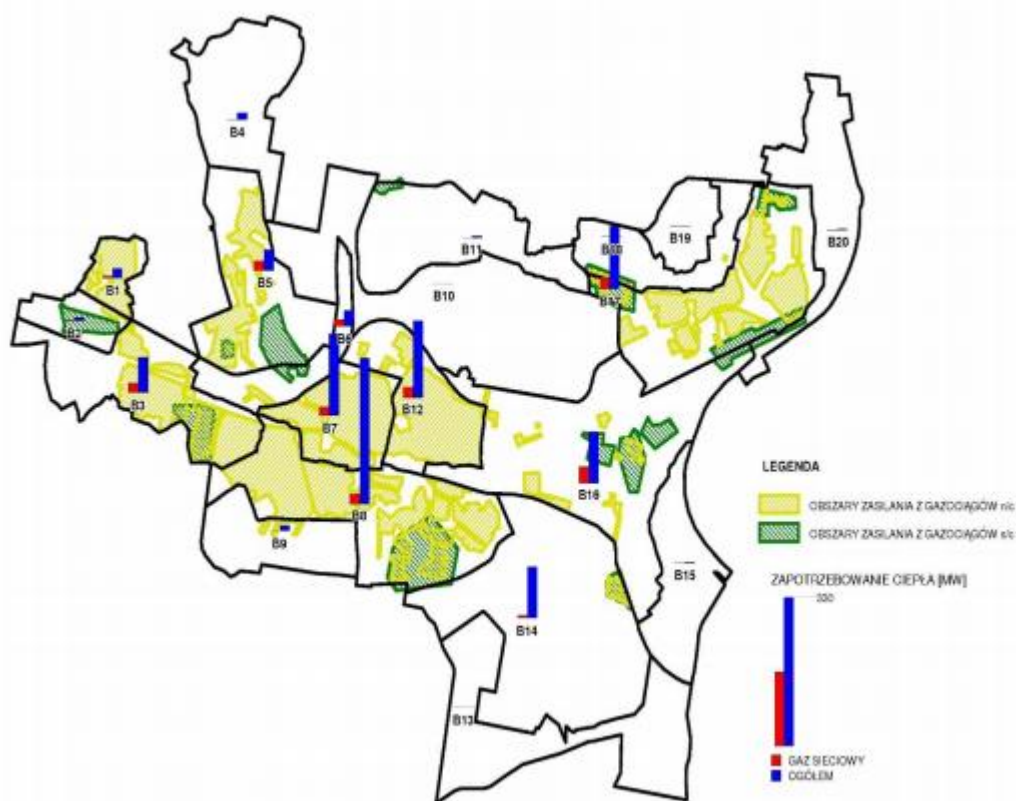 B4
B11
B19
B20
B1
B5
B10
B17
B2
B6
B3
B7
B12
B16
B8
B9
B14
B15
B13
LEGENDA
OBSZARY ZASILANIA Z GAZOCIĄGÓW n/c
OBSZARY ZASILANIA Z GAZOCIĄGÓW s/c
ZAPOTRZEBOWANIE CIEPŁA [MW]
GAZ SIECIOWY
OGÓŁEM